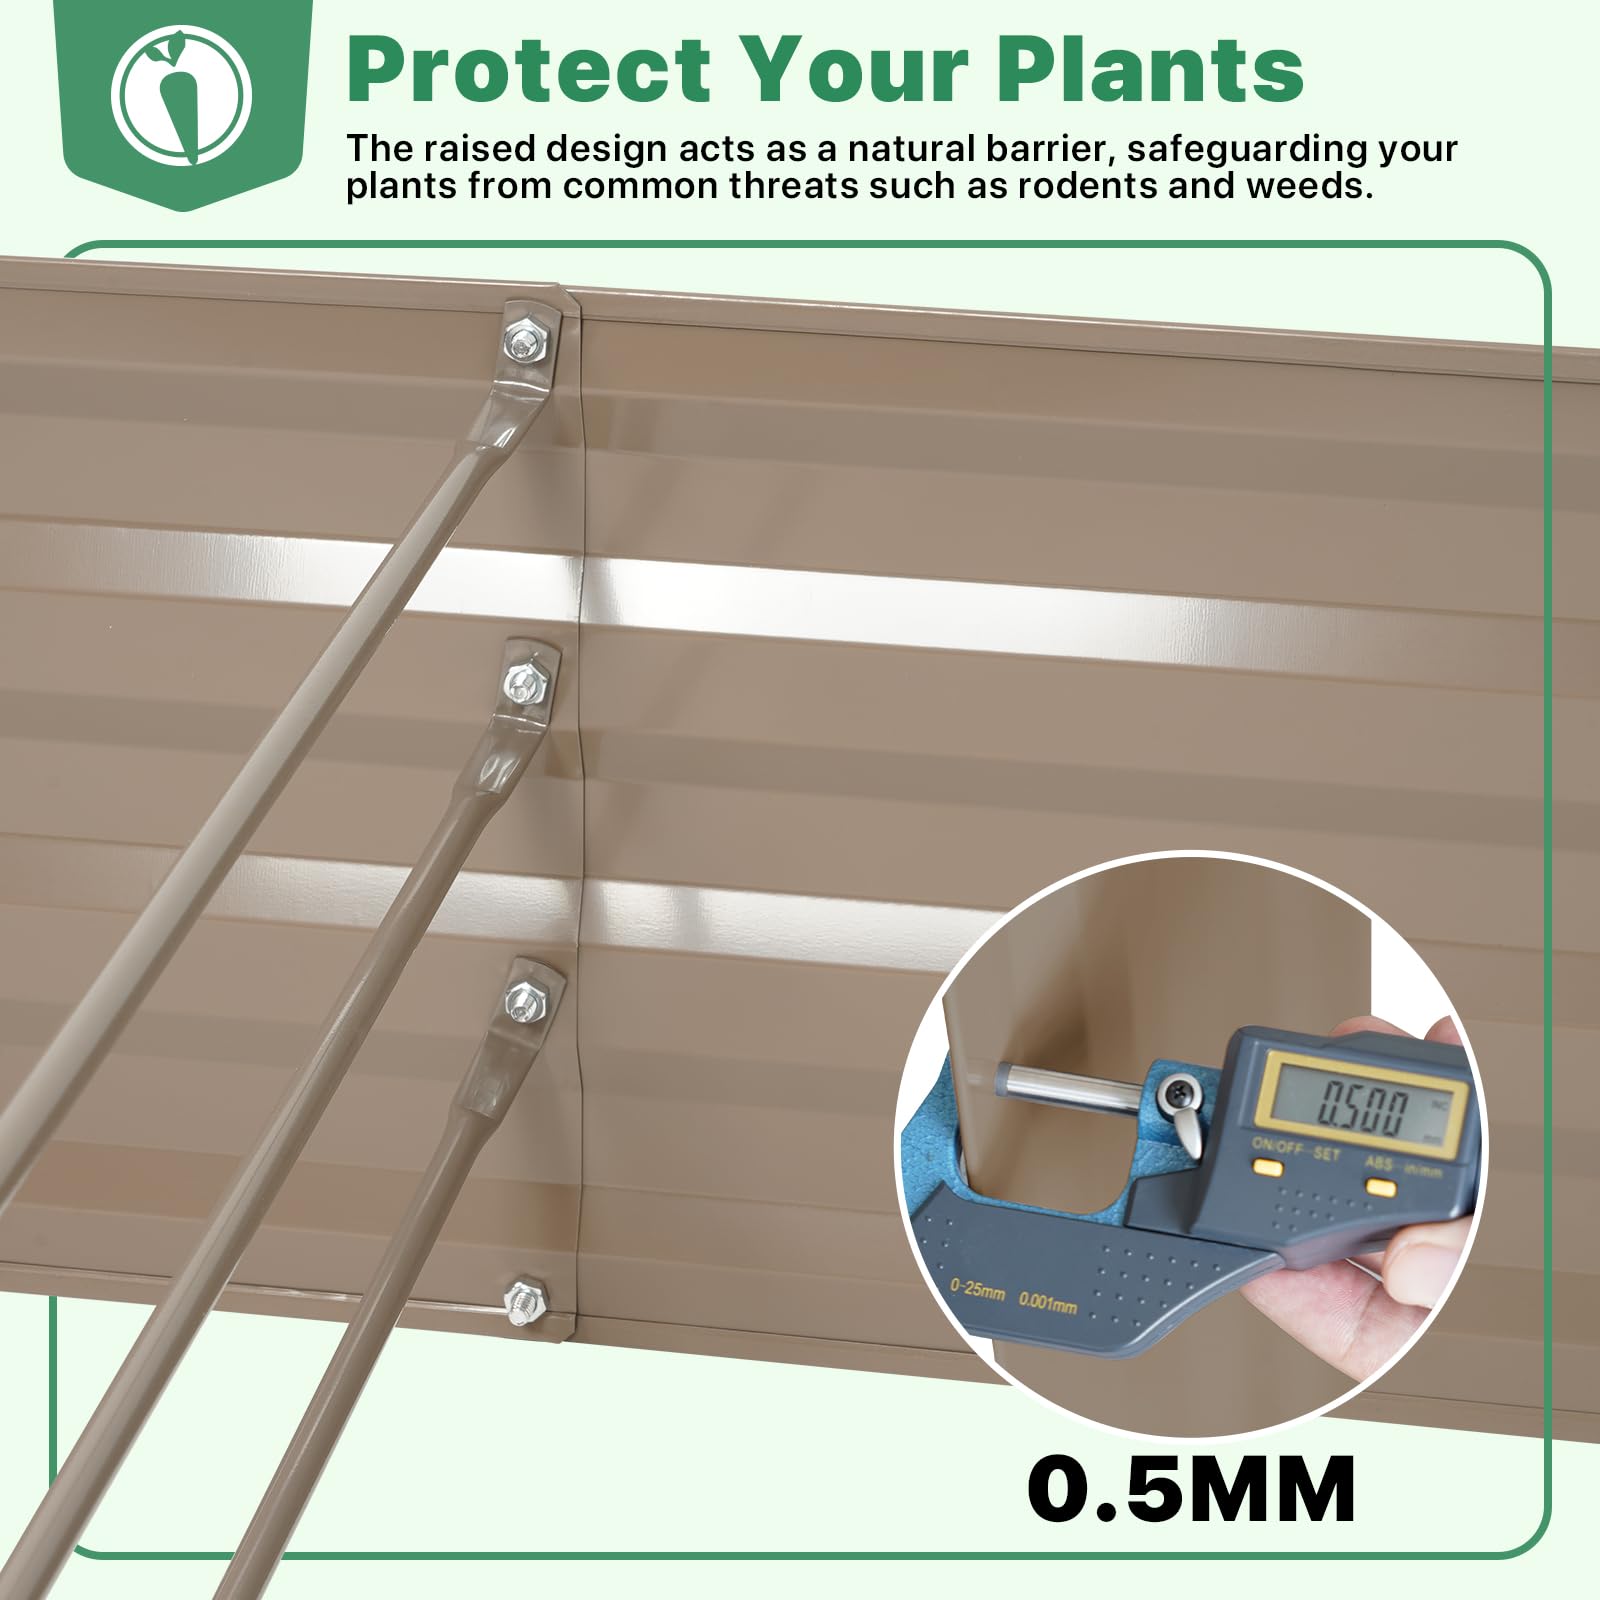 Protect Your Plants
The raised design acts as a natural barrier, safeguarding your
plants from common threats such as rodents and weeds.
0.500
mm
ON/OFF SET ABS in/mm
0-25mm 0.001mm
0.5MM